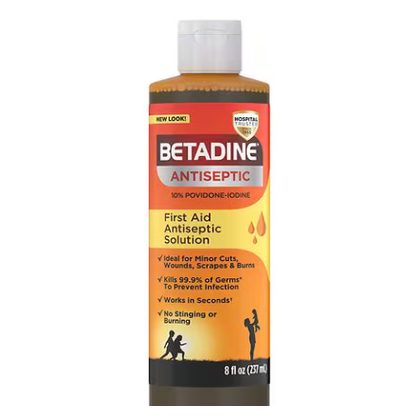 NEW LOOK!
HOSPITAL
TRUSTED
BETADINE
ANTISEPTIC
10% POVIDONE-IODINE
First Aid
Antiseptic
Solution
✓ Ideal for Minor Cuts,
Wounds, Scrapes & Burns
✓ Kills 99.9% of Germs*
To Prevent Infection
✓ Works in Seconds†
✓ No Stinging or
Burning
8 fl oz (237 mL)